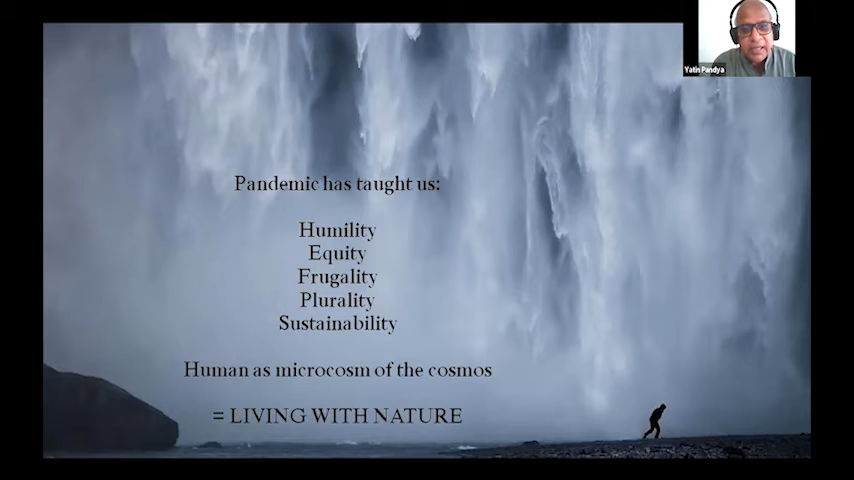 Yatin Pandya
Pandemic has taught us:
Humility
Equity
Frugality
Plurality
Sustainability
Human as microcosm of the cosmos
= LIVING WITH NATURE